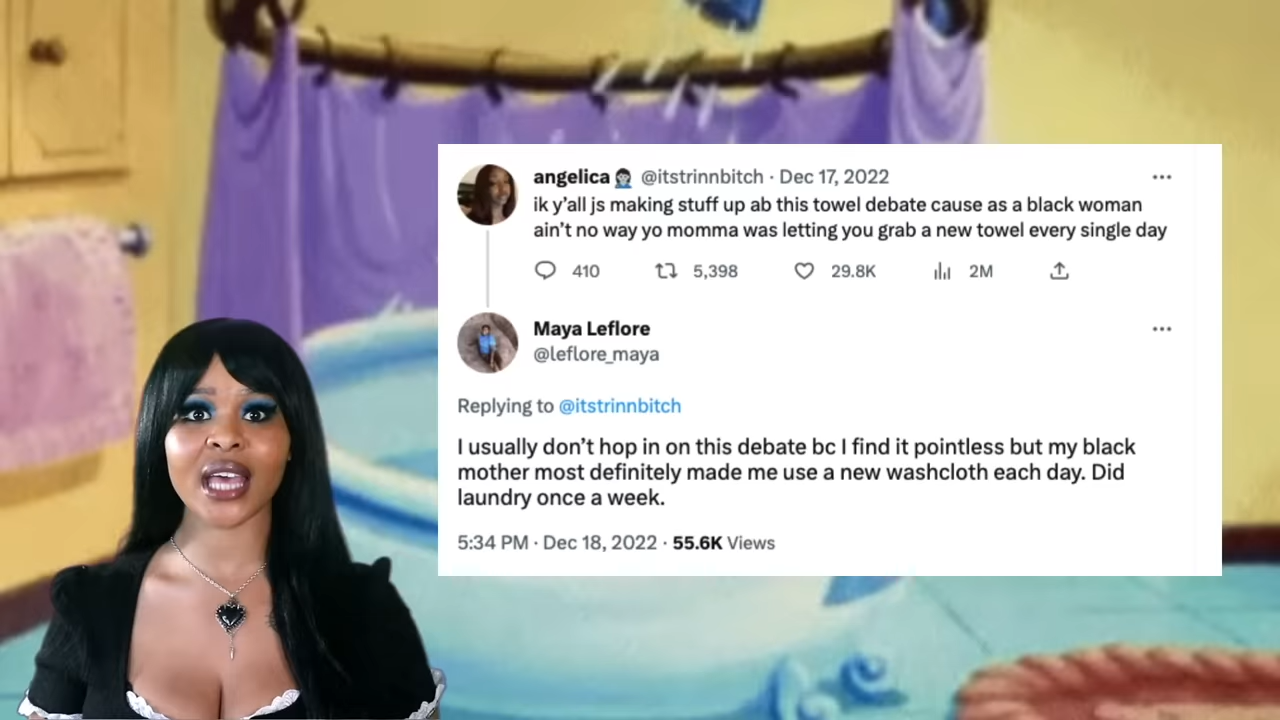 angelica 🤦🏻‍♀️ @itstrinnbitch · Dec 17, 2022
ik y'all js making stuff up ab this towel debate cause as a black woman
ain't no way yo momma was letting you grab a new towel every single day
410 5,398 29.8K 2M
Maya Leflore
@leflore_maya
Replying to @itstrinnbitch
I usually don't hop in on this debate bc I find it pointless but my black
mother most definitely made me use a new washcloth each day. Did
laundry once a week.
5:34 PM · Dec 18, 2022 · 55.6K Views